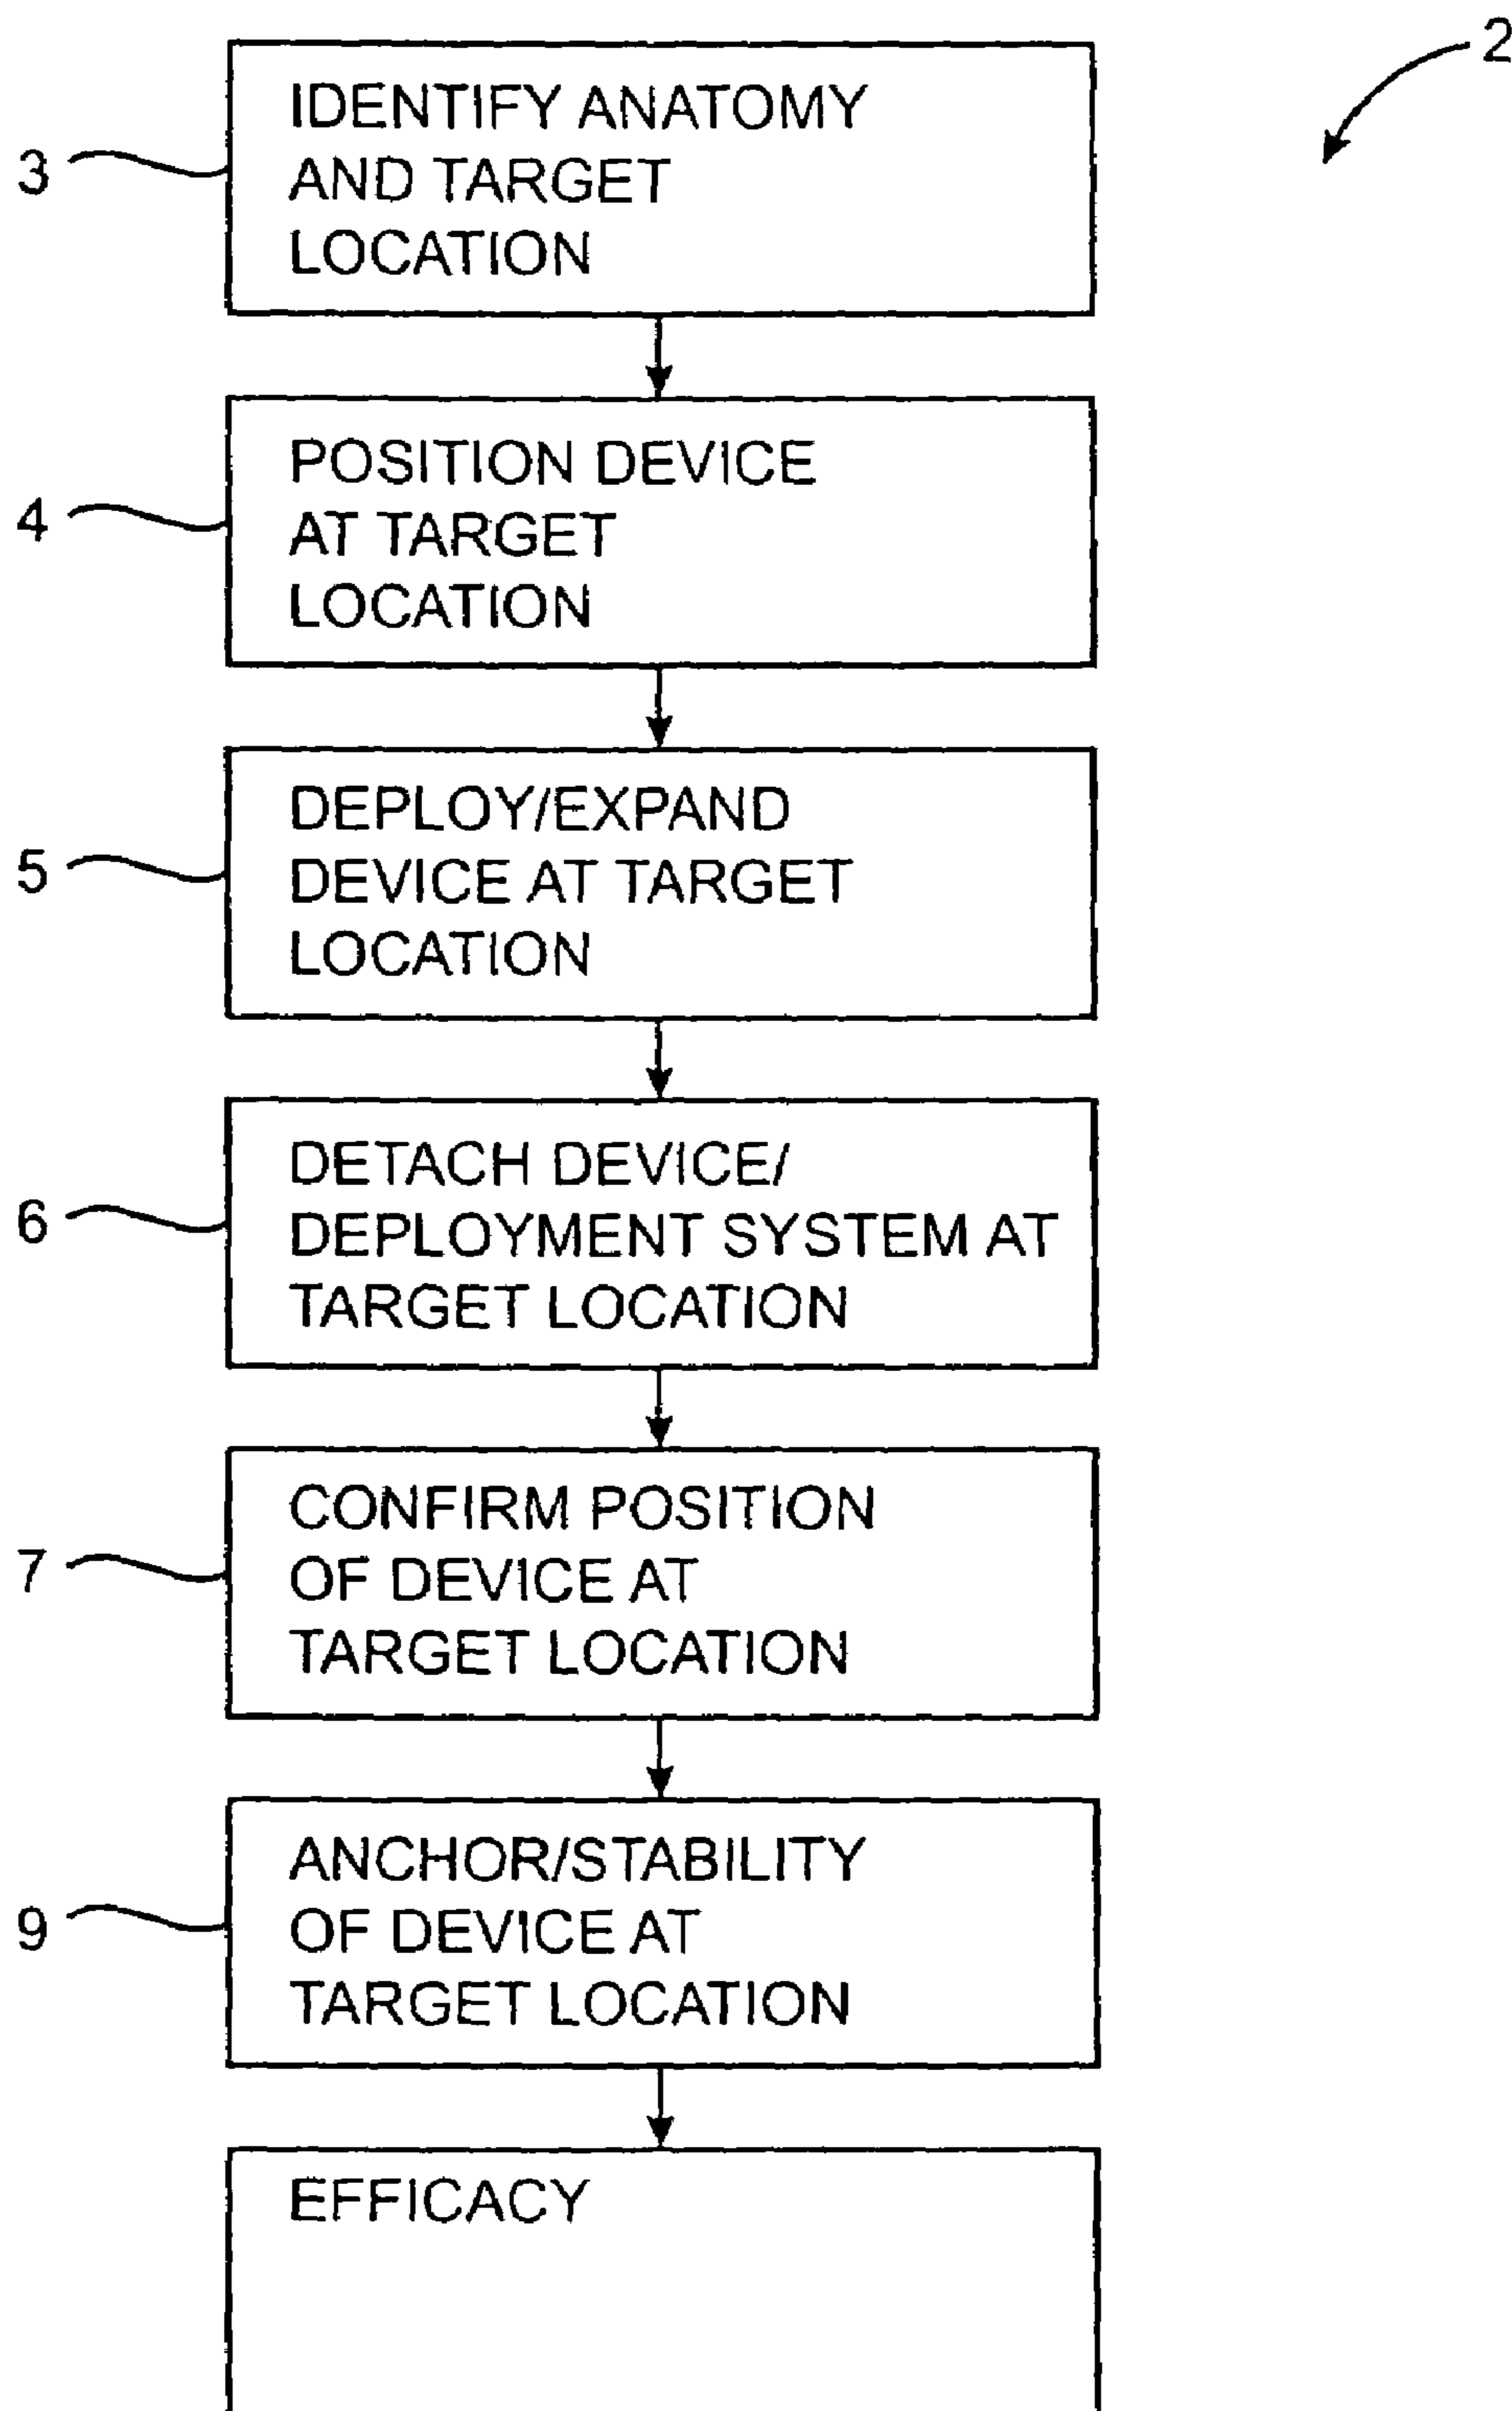 2
3
IDENTIFY ANATOMY
AND TARGET
LOCATION
4
POSITION DEVICE
AT TARGET
LOCATION
5
DEPLOY/EXPAND
DEVICE AT TARGET
LOCATION
6
DETACH DEVICE/
DEPLOYMENT SYSTEM AT
TARGET LOCATION
7
CONFIRM POSITION
OF DEVICE AT
TARGET LOCATION
9
ANCHOR/STABILITY
OF DEVICE AT
TARGET LOCATION
EFFICACY